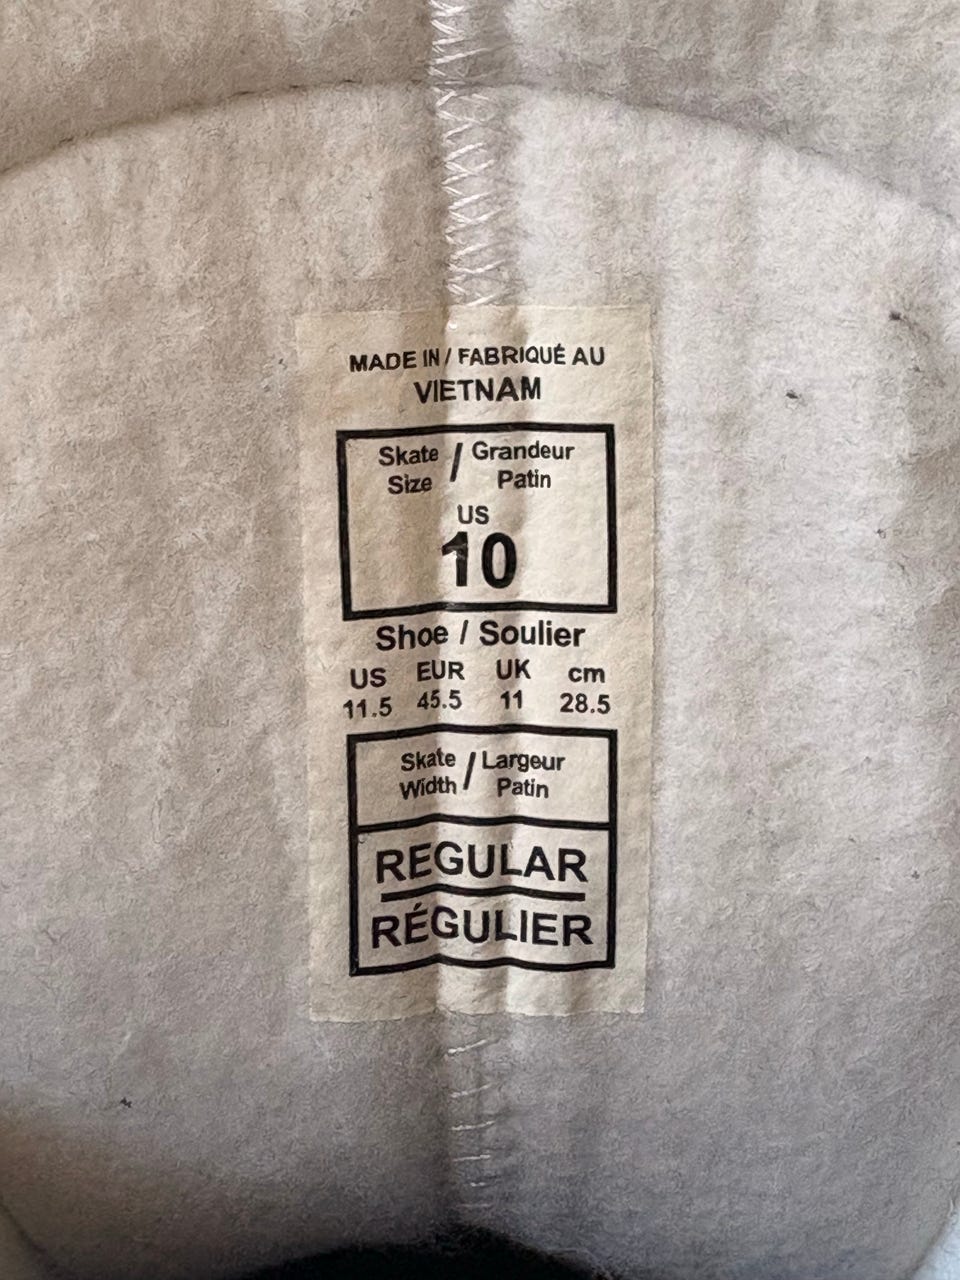 MADE IN / FABRIQUÉ AU
VIETNAM
Skate Size / Grandeur Patin
US
10
Shoe / Soulier
US EUR UK cm
11.5 45.5 11 28.5
Skate Width / Largeur Patin
REGULAR
RÉGULIER